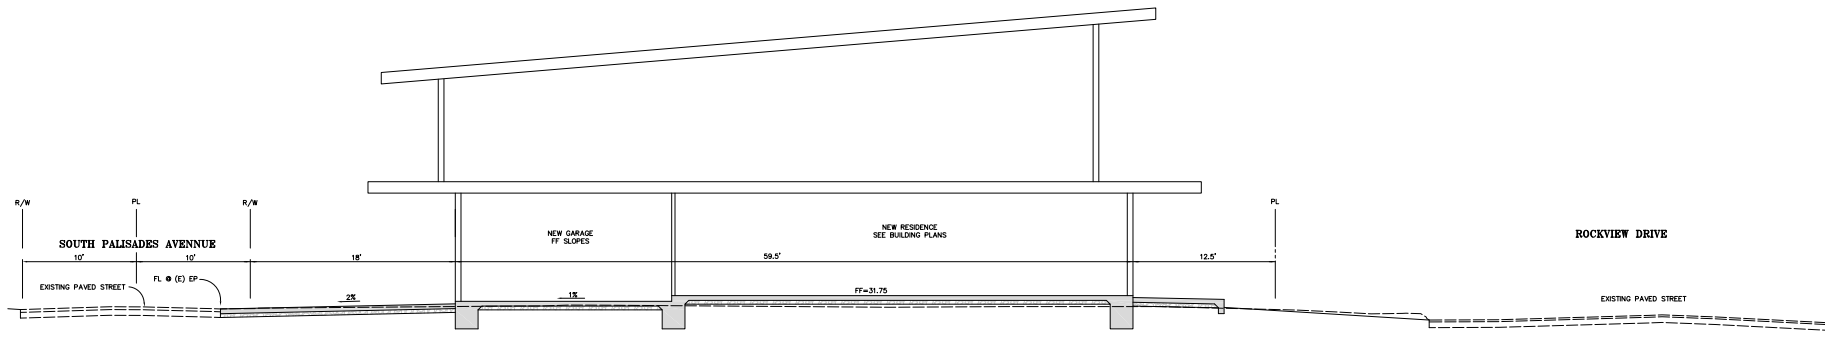 R/W
PL
R/W
SOUTH PALISADES AVENNUE
10'
10'
18'
59.5'
12.5'
FL @ (E) EP
EXISTING PAVED STREET
2%
NEW GARAGE
FF SLOPES
1%
NEW RESIDENCE
SEE BUILDING PLANS
FF=31.75
PL
ROCKVIEW DRIVE
EXISTING PAVED STREET